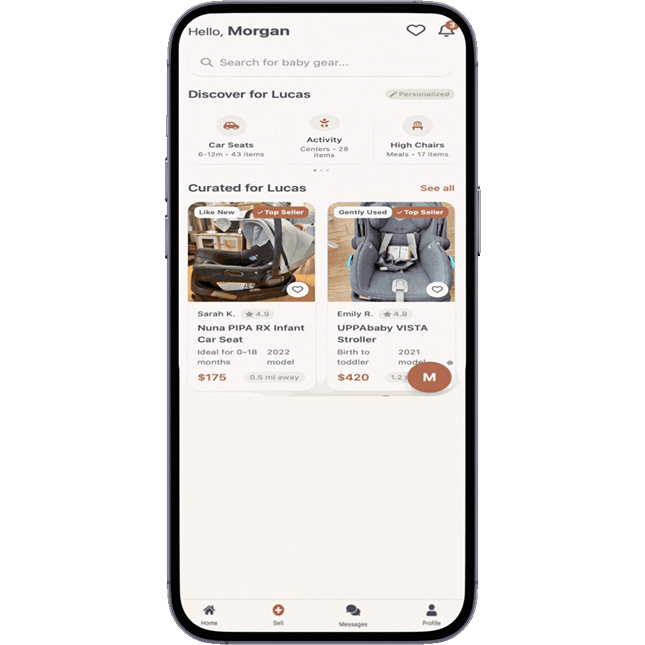 Hello, Morgan
3
Search for baby gear...
Discover for Lucas
Personalized
Car Seats
6-12m • 43 items
Activity
Centers • 28
items
High Chairs
Meals • 17 items
Curated for Lucas
See all
Like New
Top Seller
Gently Used
Top Seller
Sarah K. 4.9
Emily R. 4.8
Nuna PIPA RX Infant
Car Seat
Ideal for 0-18
months
2022
model
$175
0.5 mi away
UPPAbaby VISTA
Stroller
Birth to
toddler
2021
model
$420
1.2
M
Home
Sell
Messages
Profile